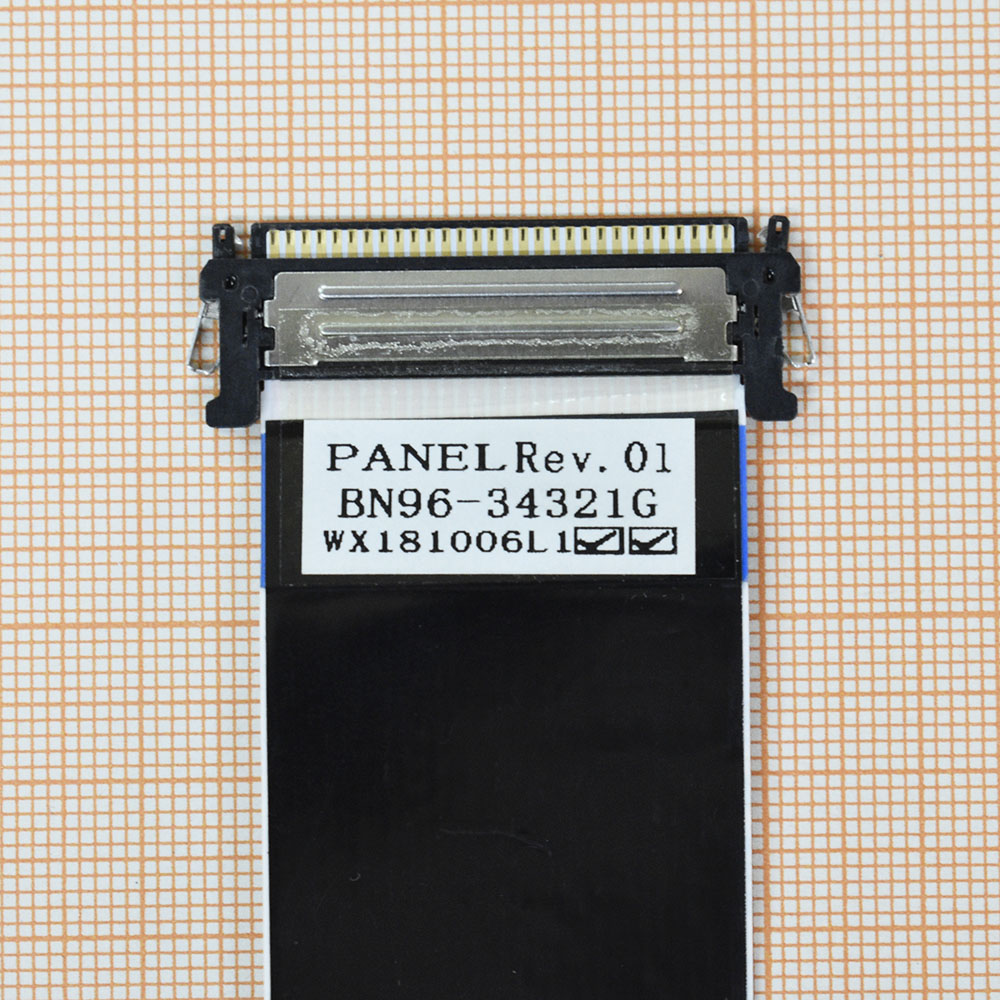 PANEL Rev. 01
BN96-34321G
WX181006L1